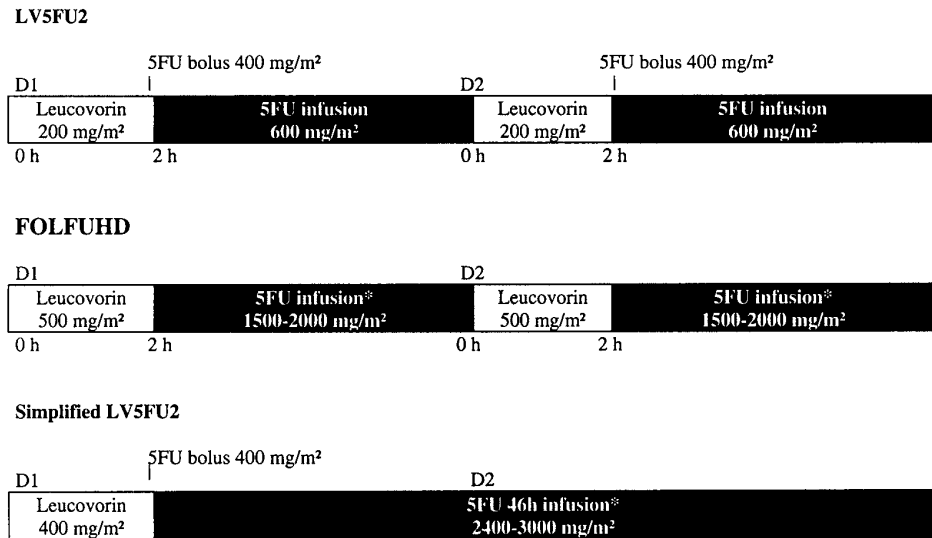 LV5FU2
5FU bolus 400 mg/m² 5FU bolus 400 mg/m²
D1 D2
Leucovorin 5FU infusion Leucovorin 5FU infusion
200 mg/m² 600 mg/m² 200 mg/m² 600 mg/m²
0 h 2 h 0 h 2 h
FOLFUHD
D1 D2
Leucovorin 5FU infusion* Leucovorin 5FU infusion*
500 mg/m² 1500-2000 mg/m² 500 mg/m² 1500-2000 mg/m²
0 h 2 h 0 h 2 h
Simplified LV5FU2
5FU bolus 400 mg/m²
D1 D2
Leucovorin 5FU 46h infusion*
400 mg/m² 2400-3000 mg/m²